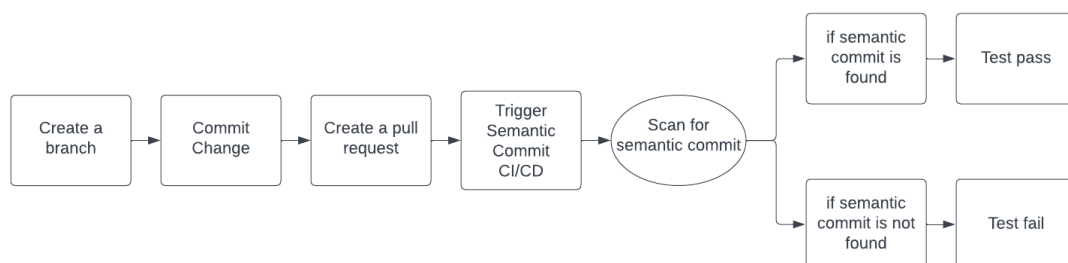 Create a
branch
Commit
Change
Create a pull
request
Trigger
Semantic
Commit
CI/CD
Scan for
semantic commit
if semantic
commit is
found
Test pass
if semantic
commit is not
found
Test fail